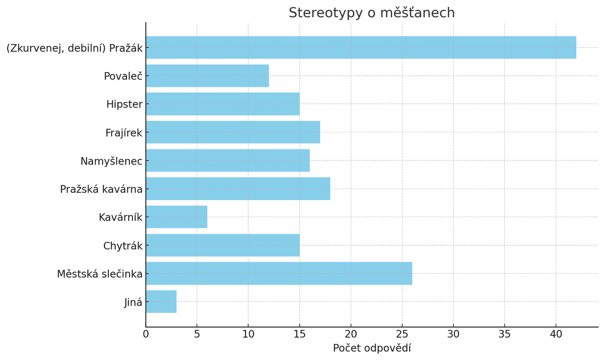 Stereotypy o měšťanech
(Zkurvenej, debilní) Pražák
Povaleč
Hipster
Frajírek
Namyšlenec
Pražská kavárna
Kavárník
Chytrák
Městská slečinka
Jiná
0 5 10 15 20 25 30 35 40
Počet odpovědí